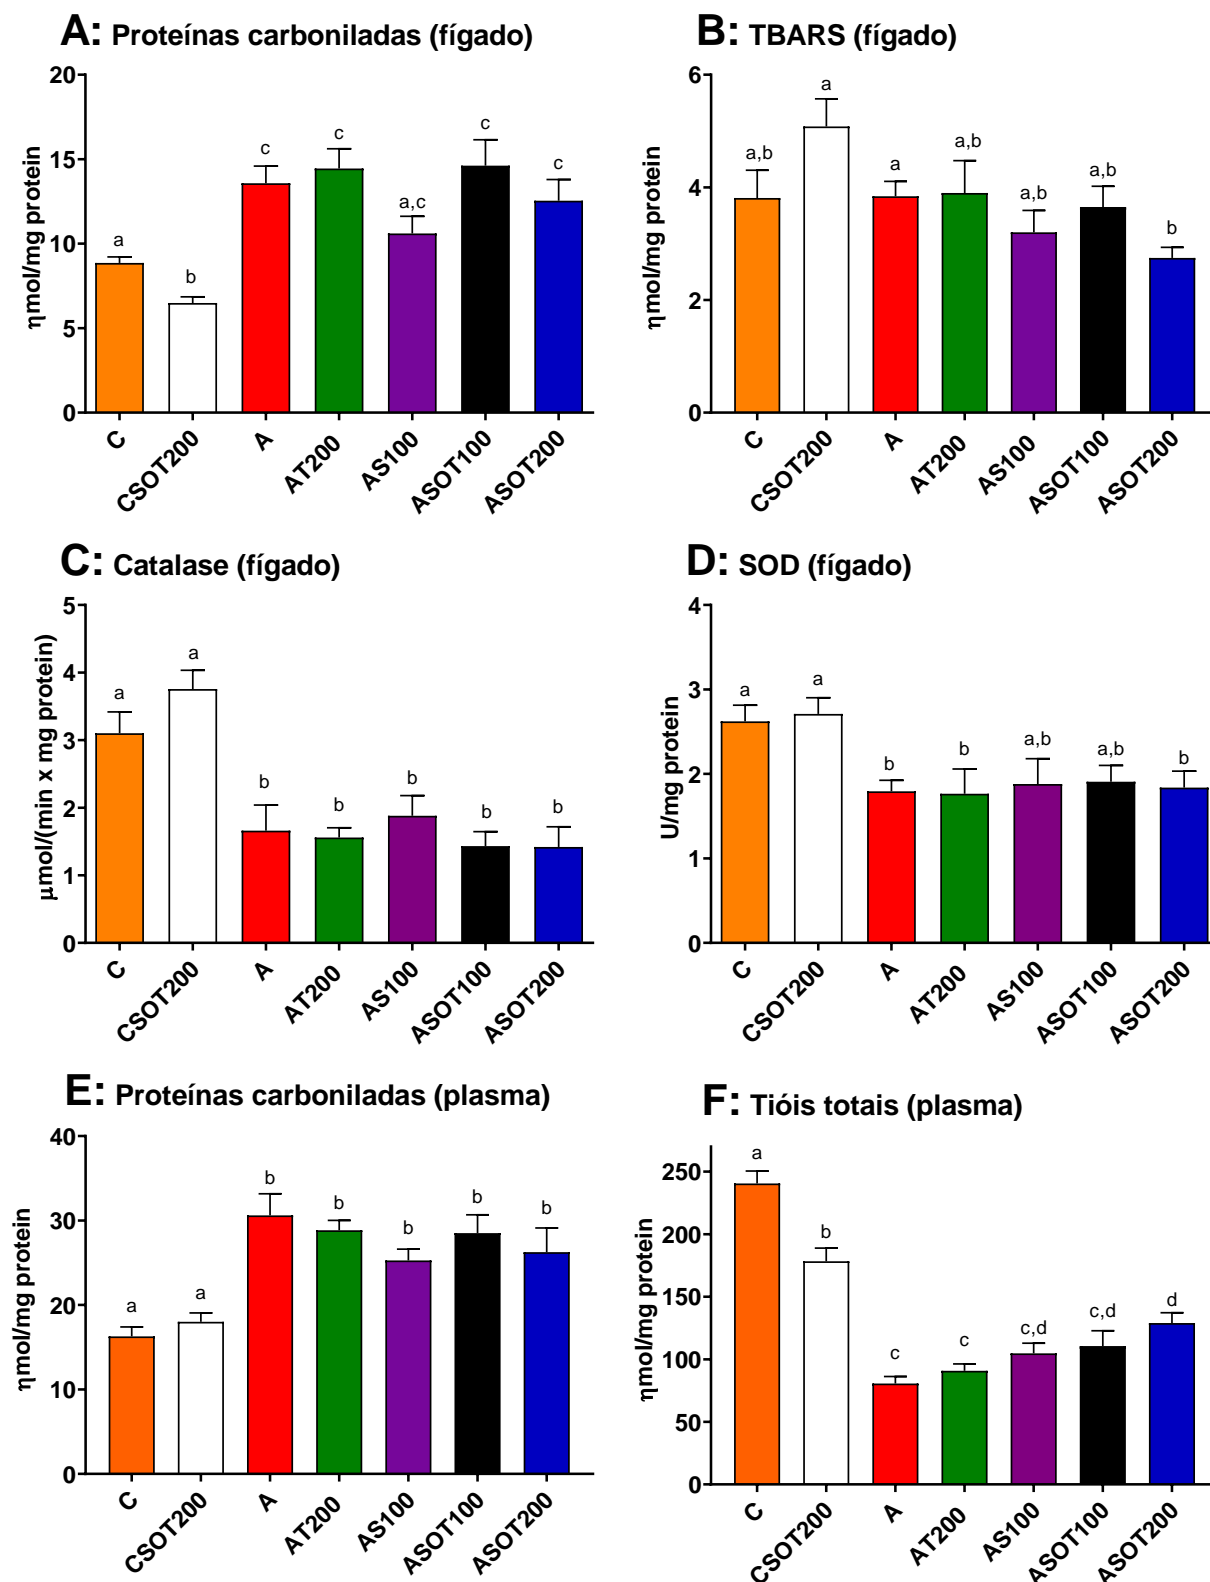 A: Proteínas carboniladas (fígado)
ηmol/mg protein
20
15
10
5
0
a
b
c
c
a,c
c
c
C
CSOT200
A
AT200
AS100
ASOT100
ASOT200
B: TBARS (fígado)
ηmol/mg protein
6
4
2
0
a,b
a
a
a,b
a,b
a,b
b
C
CSOT200
A
AT200
AS100
ASOT100
ASOT200
C: Catalase (fígado)
µmol/(min x mg protein)
5
4
3
2
1
0
a
a
b
b
b
b
b
C
CSOT200
A
AT200
AS100
ASOT100
ASOT200
D: SOD (fígado)
U/mg protein
4
3
2
1
0
a
a
b
b
a,b
a,b
b
C
CSOT200
A
AT200
AS100
ASOT100
ASOT200
E: Proteínas carboniladas (plasma)
ηmol/mg protein
40
30
20
10
0
a
a
b
b
b
b
b
C
CSOT200
A
AT200
AS100
ASOT100
ASOT200
F: Tióis totais (plasma)
ηmol/mg protein
250
200
150
100
50
0
a
b
c
c
c,d
c,d
d
C
CSOT200
A
AT200
AS100
ASOT100
ASOT200